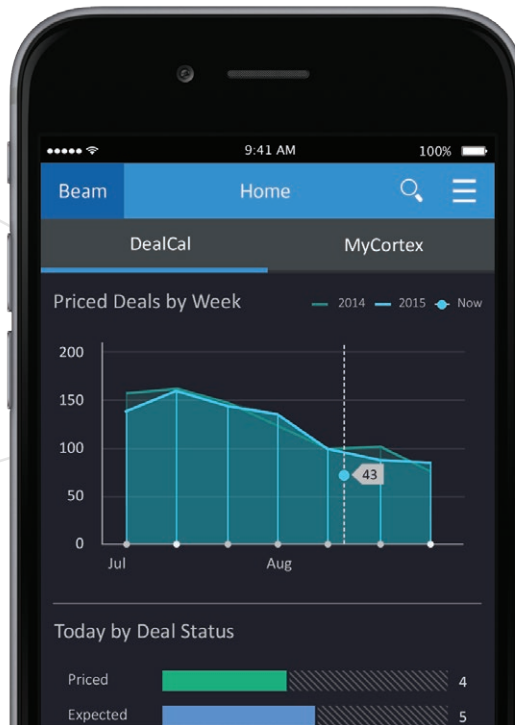 9:41 AM 100%
Beam Home
DealCal MyCortex
Priced Deals by Week 2014 2015 Now
200
150
100
50
0
43
Jul Aug
Today by Deal Status
Priced 4
Expected 5